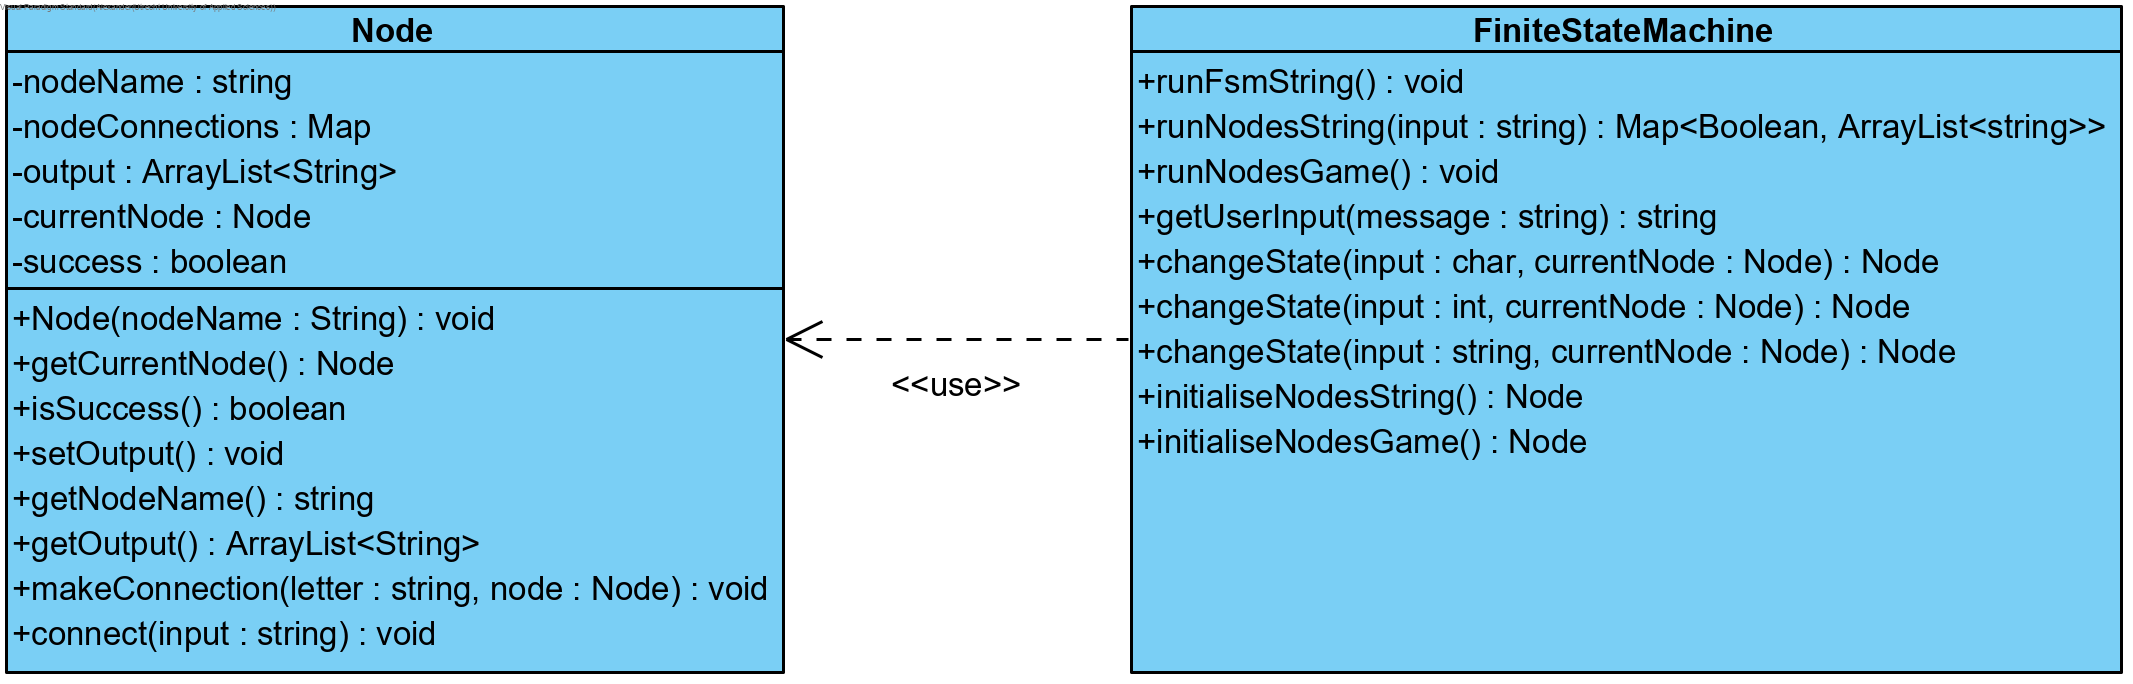 Node
-nodeName : string
-nodeConnections : Map
-output : ArrayList<String>
-currentNode : Node
-success : boolean
+Node(nodeName : String) : void
+getCurrentNode() : Node
+isSuccess() : boolean
+setOutput() : void
+getNodeName() : string
+getOutput() : ArrayList<String>
+makeConnection(letter : string, node : Node) : void
+connect(input : string) : void
<<use>>
FiniteStateMachine
+runFsmString() : void
+runNodesString(input : string) : Map<Boolean, ArrayList<string>>
+runNodesGame() : void
+getUserInput(message : string) : string
+changeState(input : char, currentNode : Node) : Node
+changeState(input : int, currentNode : Node) : Node
+changeState(input : string, currentNode : Node) : Node
+initialiseNodesString() : Node
+initialiseNodesGame() : Node